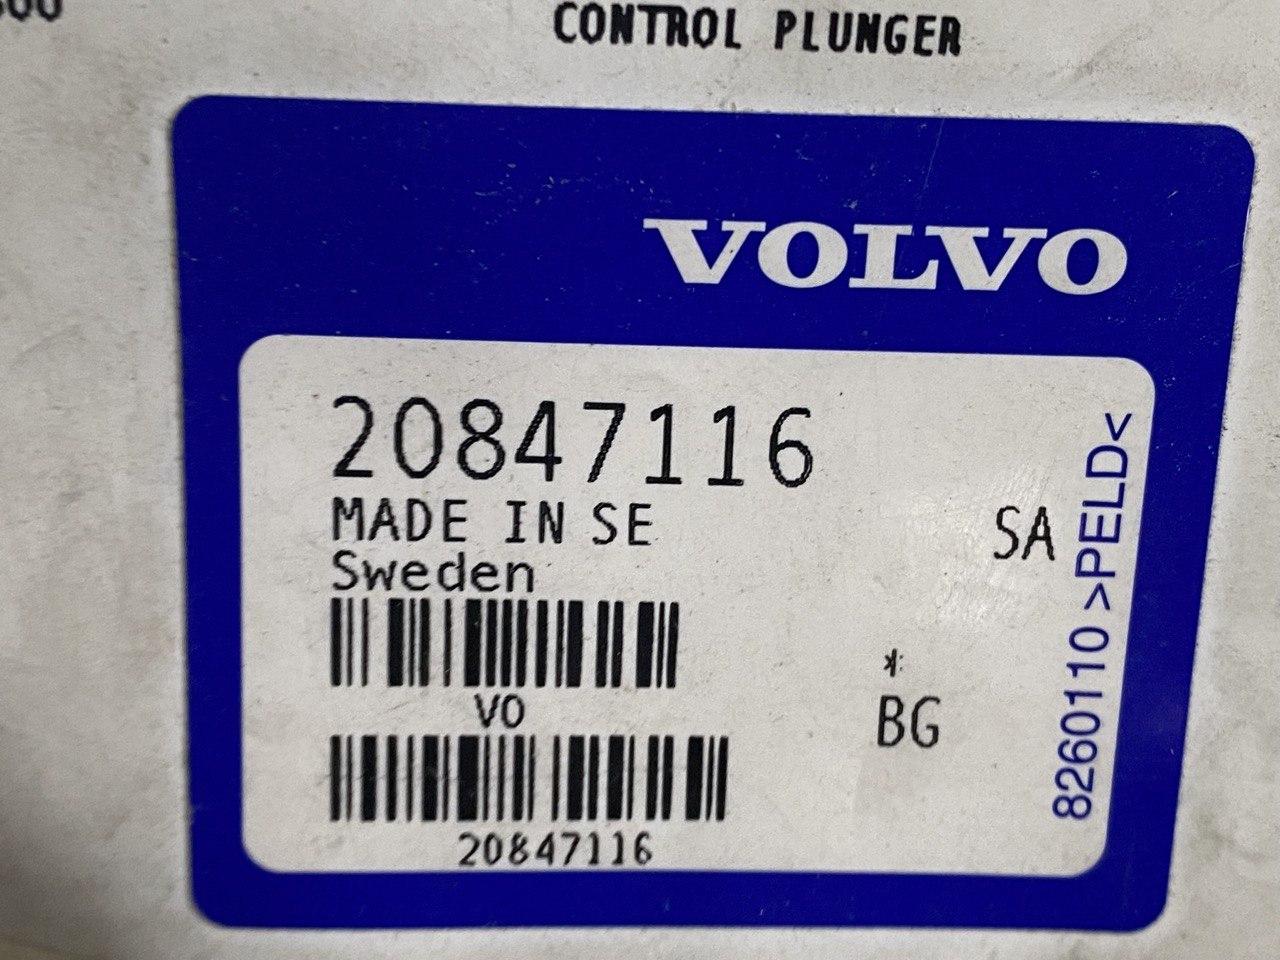 CONTROL PLUNGER
VOLVO
20847116
MADE IN SE
Sweden
SA
VO
*:
BG
20847116
8260110 >PELD<